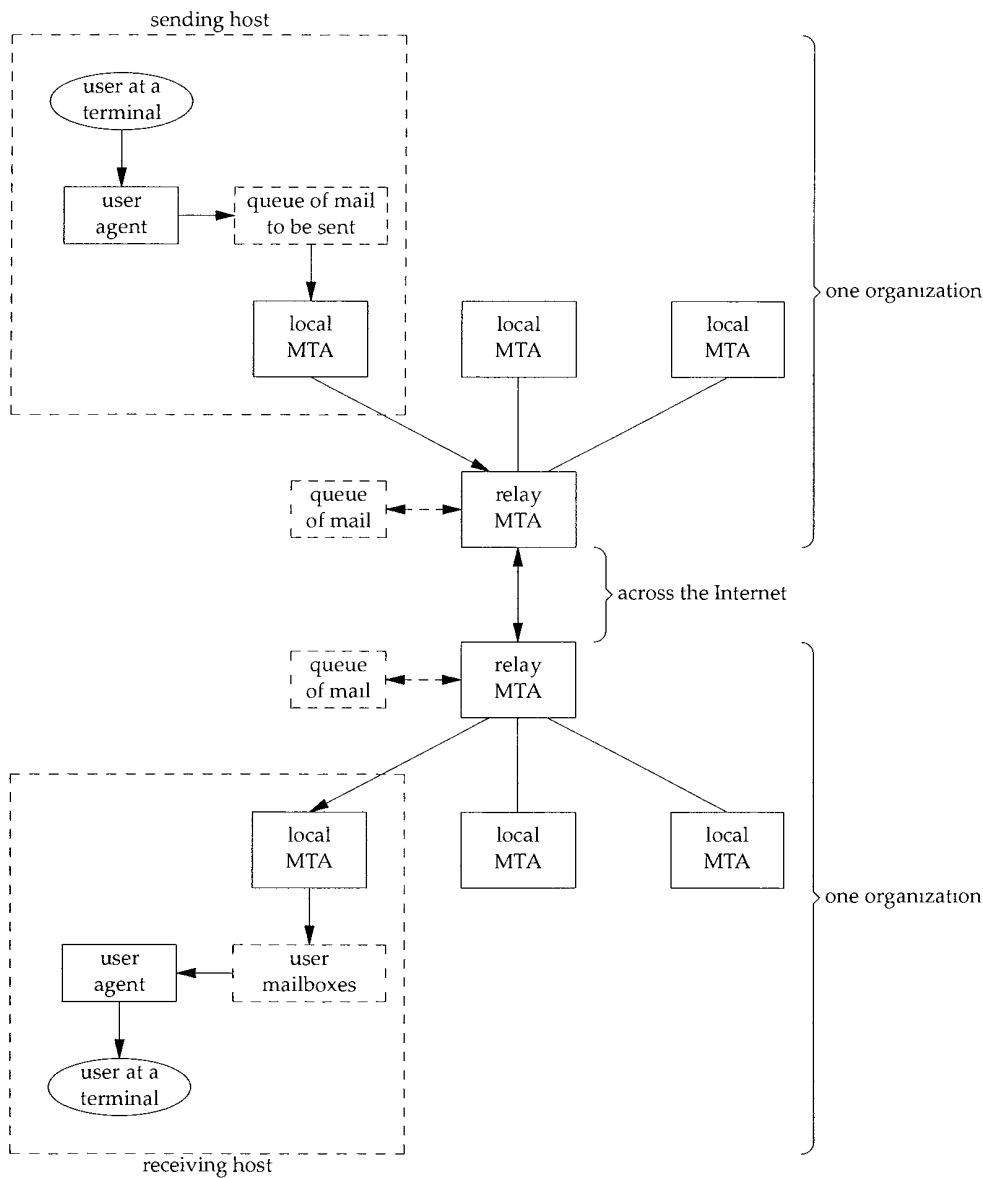 sending host
user at a
terminal
user
agent
queue of mail
to be sent
local
MTA
local
MTA
local
MTA
one organization
queue
of mail
relay
MTA
across the Internet
queue
of mail
relay
MTA
local
MTA
local
MTA
local
MTA
one organization
user
agent
user
mailboxes
user at a
terminal
receiving host